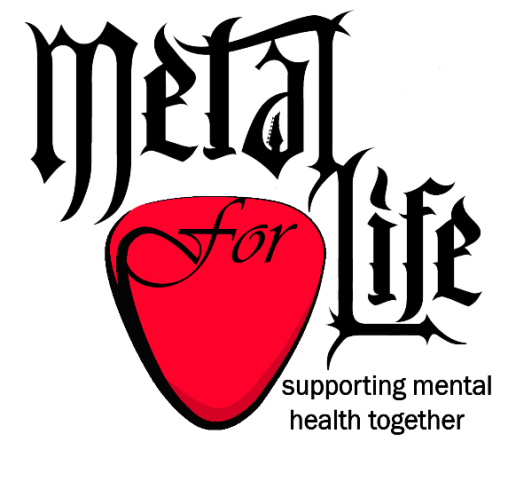 Metal
for
Life
supporting mental
health together